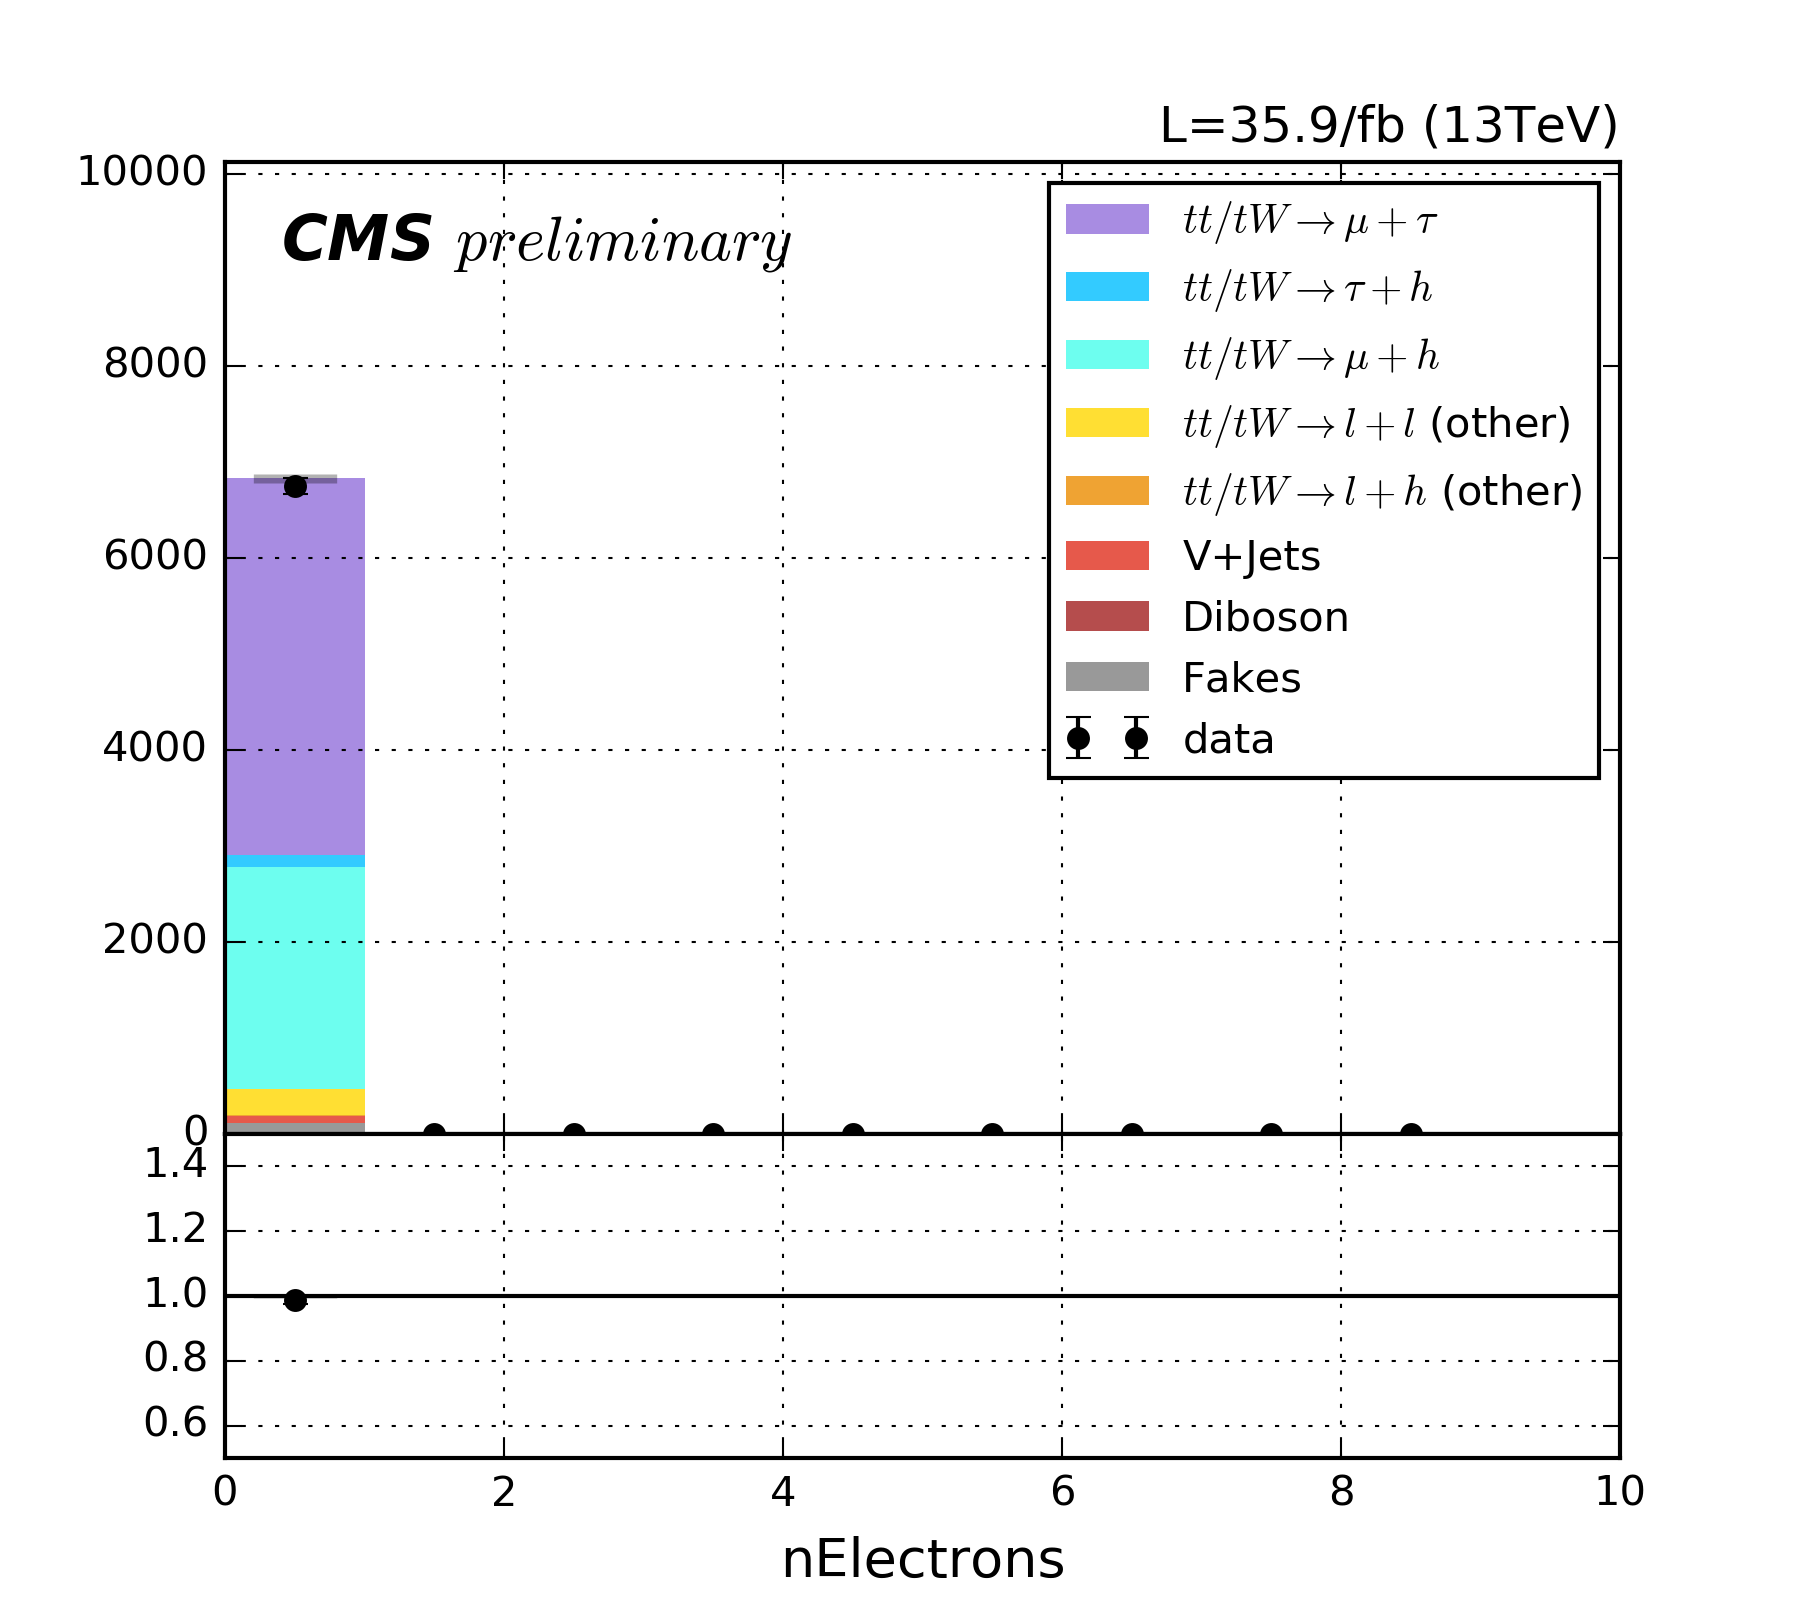 L=35.9/fb (13TeV)
CMS preliminary
10000
8000
6000
4000
2000
0
tt/tW→μ+τ
tt/tW→τ+h
tt/tW→μ+h
tt/tW→l+l (other)
tt/tW→l+h (other)
V+Jets
Diboson
Fakes
data
1.4
1.2
1.0
0.8
0.6
0 2 4 6 8 10
nElectrons